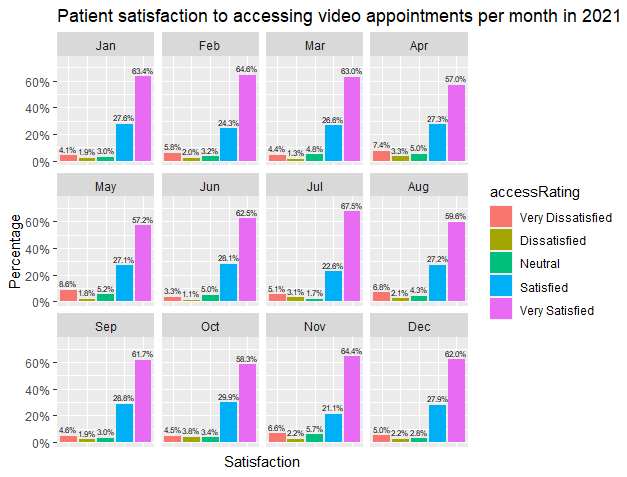 Patient satisfaction to accessing video appointments per month in 2021
Jan Feb Mar Apr
60%
40%
20%
0%
4.1% 1.9% 3.0% 27.6% 63.4%
5.8% 2.0% 3.2% 24.3% 64.6%
4.4% 1.3% 4.8% 26.6% 63.0%
7.4% 3.3% 5.0% 27.3% 57.0%
May Jun Jul Aug
60%
40%
20%
0%
8.6% 1.8% 5.2% 27.1% 57.2%
3.3% 1.1% 5.0% 28.1% 62.5%
5.1% 3.1% 1.7% 22.6% 67.5%
6.8% 2.1% 4.3% 27.2% 59.6%
Sep Oct Nov Dec
60%
40%
20%
0%
4.6% 1.9% 3.0% 28.8% 61.7%
4.5% 3.8% 3.4% 29.9% 58.3%
6.6% 2.2% 5.7% 21.1% 64.4%
5.0% 2.2% 2.8% 27.9% 62.0%
Percentage
Satisfaction
accessRating
Very Dissatisfied
Dissatisfied
Neutral
Satisfied
Very Satisfied